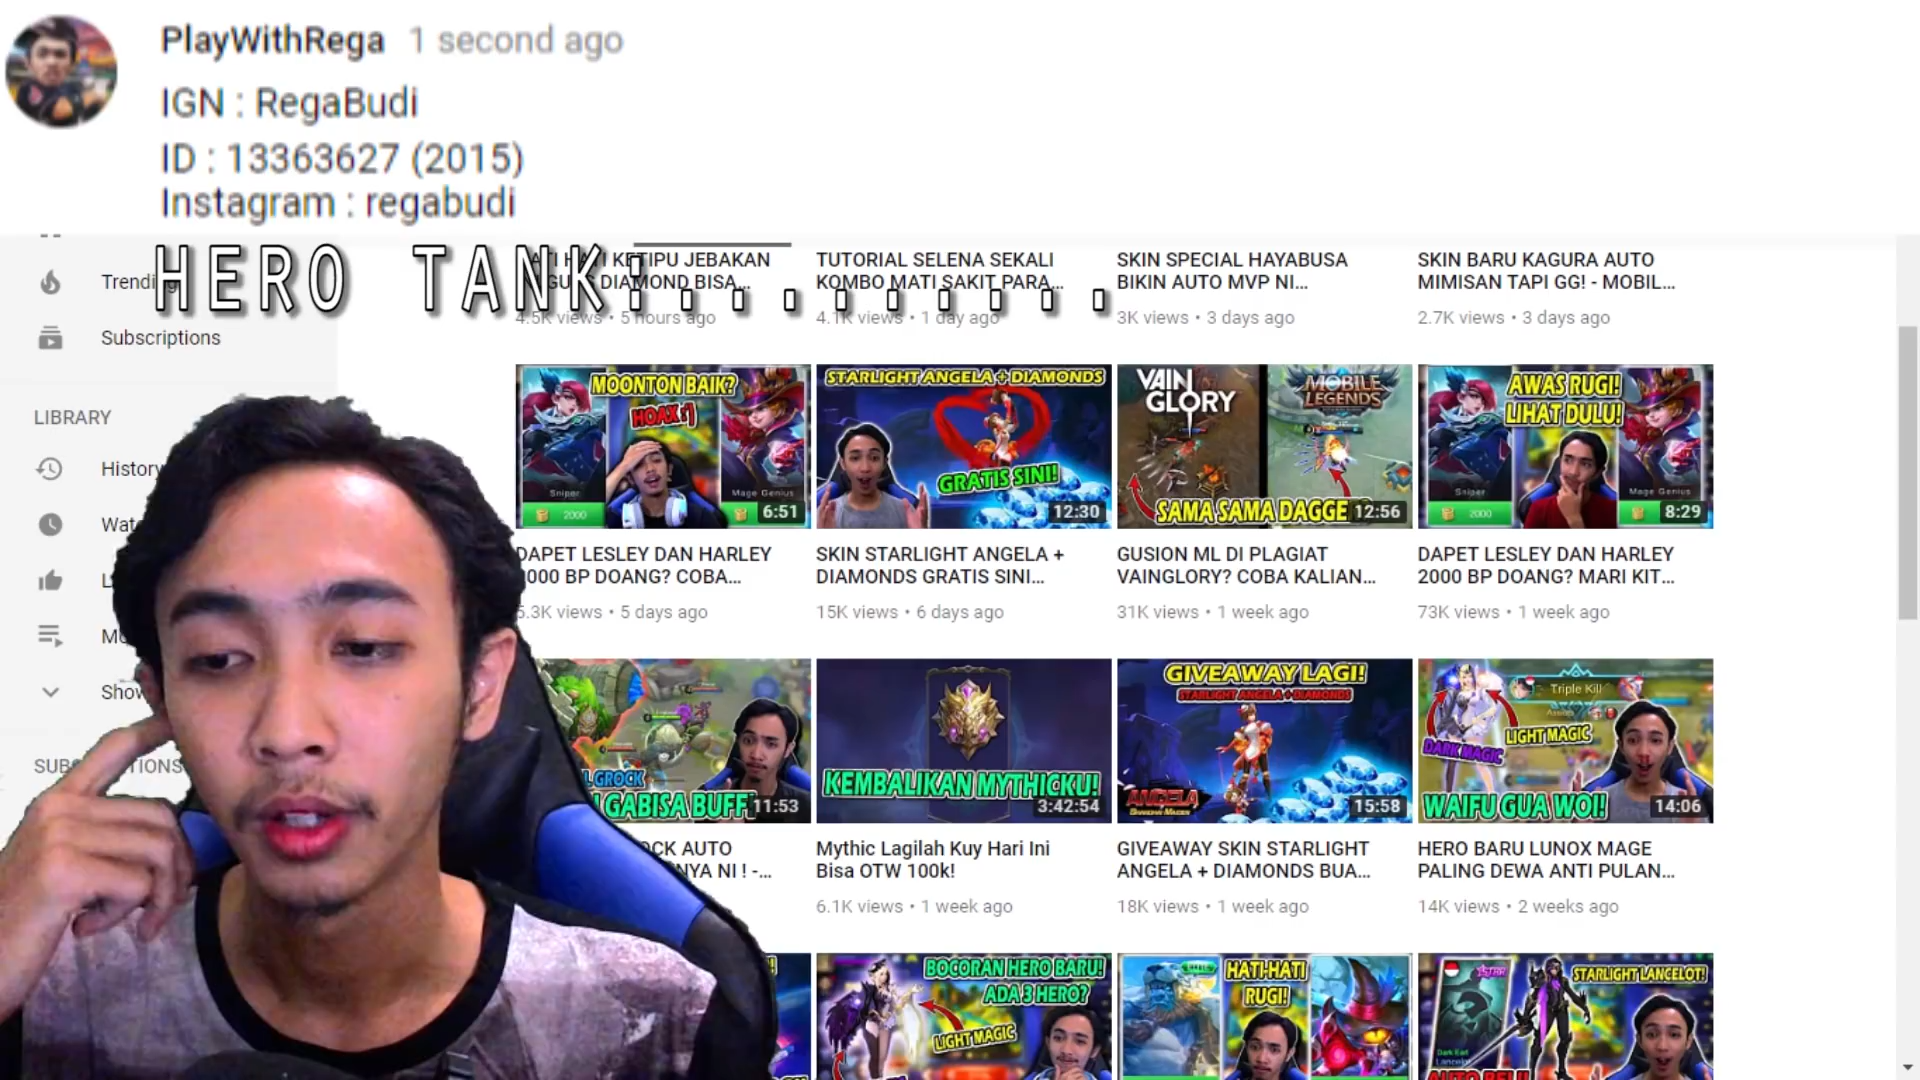 PlayWithRega 1 second ago
IGN : RegaBudi
ID : 13363627 (2015)
Instagram : regabudi
HERO TANK:.........
Trending
Subscriptions
LIBRARY
History
KETIPU JEBAKAN
DIAMOND BISA...
4.5K views • 5 hours ago
TUTORIAL SELENA SEKALI
KOMBO MATI SAKIT PARA...
4.1K views • 1 day ago
SKIN SPECIAL HAYABUSA
BIKIN AUTO MVP NI...
3K views • 3 days ago
SKIN BARU KAGURA AUTO
MIMISAN TAPI GG! - MOBIL...
2.7K views • 3 days ago
MOONTON BAIK?
HOAX :')
Sniper
2000
Mage Genius
6:51
DAPET LESLEY DAN HARLEY
2000 BP DOANG? COBA...
5.3K views • 5 days ago
STARLIGHT ANGELA + DIAMONDS
GRATIS SINI!
12:30
SKIN STARLIGHT ANGELA +
DIAMONDS GRATIS SINI...
15K views • 6 days ago
VAIN
GLORY
MOBILE
LEGENDS
SAMA SAMA DAGGE
12:56
GUSION ML DI PLAGIAT
VAINGLORY? COBA KALIAN...
31K views • 1 week ago
AWAS RUGI!
LIHAT DULU!
Sniper
2000
Mage Genius
8:29
DAPET LESLEY DAN HARLEY
2000 BP DOANG? MARI KIT...
73K views • 1 week ago
GROCK
GABISA BUFF
11:53
OCK AUTO
NYA NI ! -...
KEMBALIKAN MYTHICKU!
3:42:54
Mythic Lagilah Kuy Hari Ini
Bisa OTW 100k!
6.1K views • 1 week ago
GIVEAWAY LAGI!
STARLIGHT ANGELA + DIAMONDS
ANGELA
15:58
GIVEAWAY SKIN STARLIGHT
ANGELA + DIAMONDS BUA...
18K views • 1 week ago
Triple Kill
DARK MAGIC
LIGHT MAGIC
WAIFU GUA WOI!
14:06
HERO BARU LUNOX MAGE
PALING DEWA ANTI PULAN...
14K views • 2 weeks ago
BOCORAN HERO BARU!
ADA 3 HERO?
LIGHT MAGIC
HATI-HATI
RUGI!
STAR
STARLIGHT LANCELOT!
Lancelot
AUTO BELI!